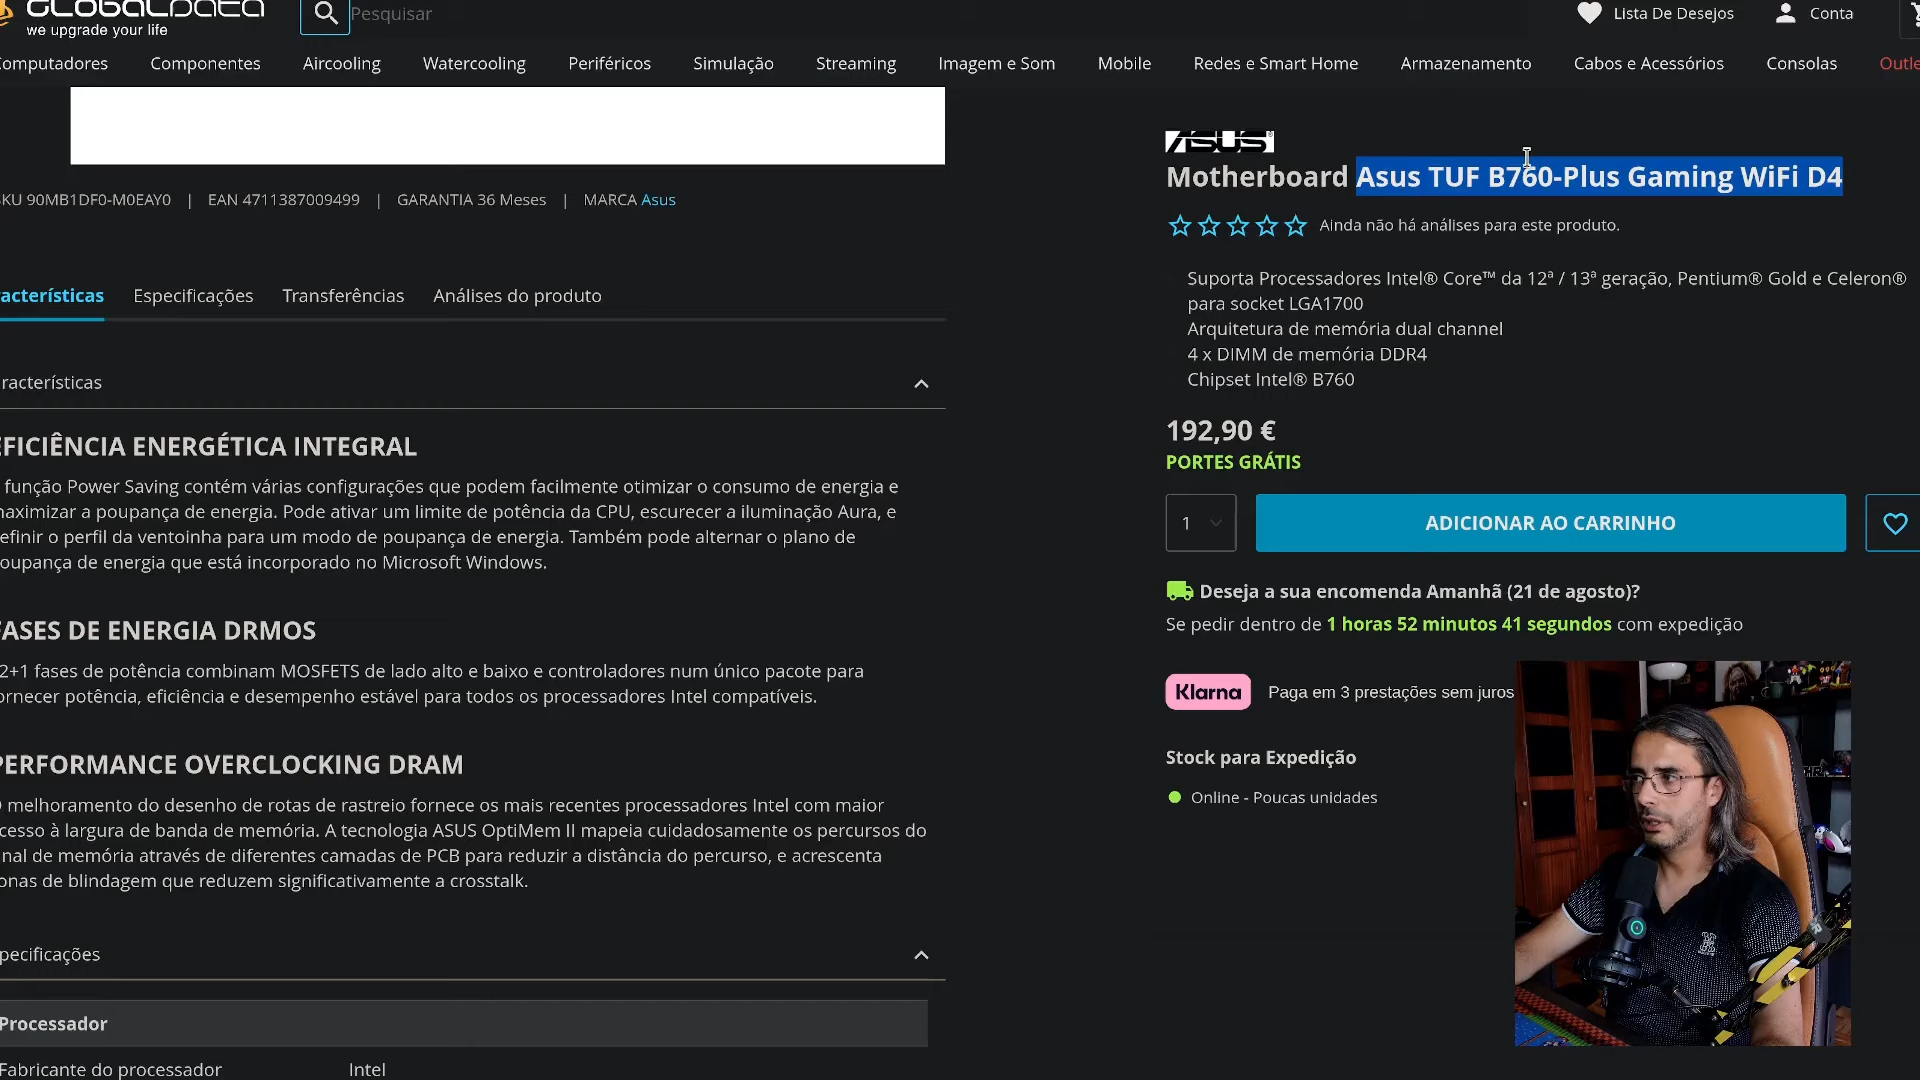 GLOBALDATA
we upgrade your life
Pesquisar
Lista De Desejos
Conta
omputadores
Componentes
Aircooling
Watercooling
Periféricos
Simulação
Streaming
Imagem e Som
Mobile
Redes e Smart Home
Armazenamento
Cabos e Acessórios
Consolas
Outle
KU 90MB1DF0-M0EAY0 | EAN 4711387009499 | GARANTIA 36 Meses | MARCA Asus
acterísticas
Especificações
Transferências
Análises do produto
racterísticas
EFICIÊNCIA ENERGÉTICA INTEGRAL
função Power Saving contém várias configurações que podem facilmente otimizar o consumo de energia e
maximizar a poupança de energia. Pode ativar um limite de potência da CPU, escurecer a iluminação Aura, e
efinir o perfil da ventoinha para um modo de poupança de energia. Também pode alternar o plano de
oupança de energia que está incorporado no Microsoft Windows.
FASES DE ENERGIA DRMOS
2+1 fases de potência combinam MOSFETS de lado alto e baixo e controladores num único pacote para
ornecer potência, eficiência e desempenho estável para todos os processadores Intel compatíveis.
PERFORMANCE OVERCLOCKING DRAM
O melhoramento do desenho de rotas de rastreio fornece os mais recentes processadores Intel com maior
cesso à largura de banda de memória. A tecnologia ASUS OptiMem II mapeia cuidadosamente os percursos do
nal de memória através de diferentes camadas de PCB para reduzir a distância do percurso, e acrescenta
onas de blindagem que reduzem significativamente a crosstalk.
pecificações
Processador
Fabricante do processador Intel
ASUS
Motherboard Asus TUF B760-Plus Gaming WiFi D4
Ainda não há análises para este produto.
Suporta Processadores Intel® Core™ da 12ª / 13ª geração, Pentium® Gold e Celeron®
para socket LGA1700
Arquitetura de memória dual channel
4 x DIMM de memória DDR4
Chipset Intel® B760
192,90 €
PORTES GRÁTIS
1
ADICIONAR AO CARRINHO
Deseja a sua encomenda Amanhã (21 de agosto)?
Se pedir dentro de 1 horas 52 minutos 41 segundos com expedição
Klarna
Paga em 3 prestações sem juros
Stock para Expedição
Online - Poucas unidades